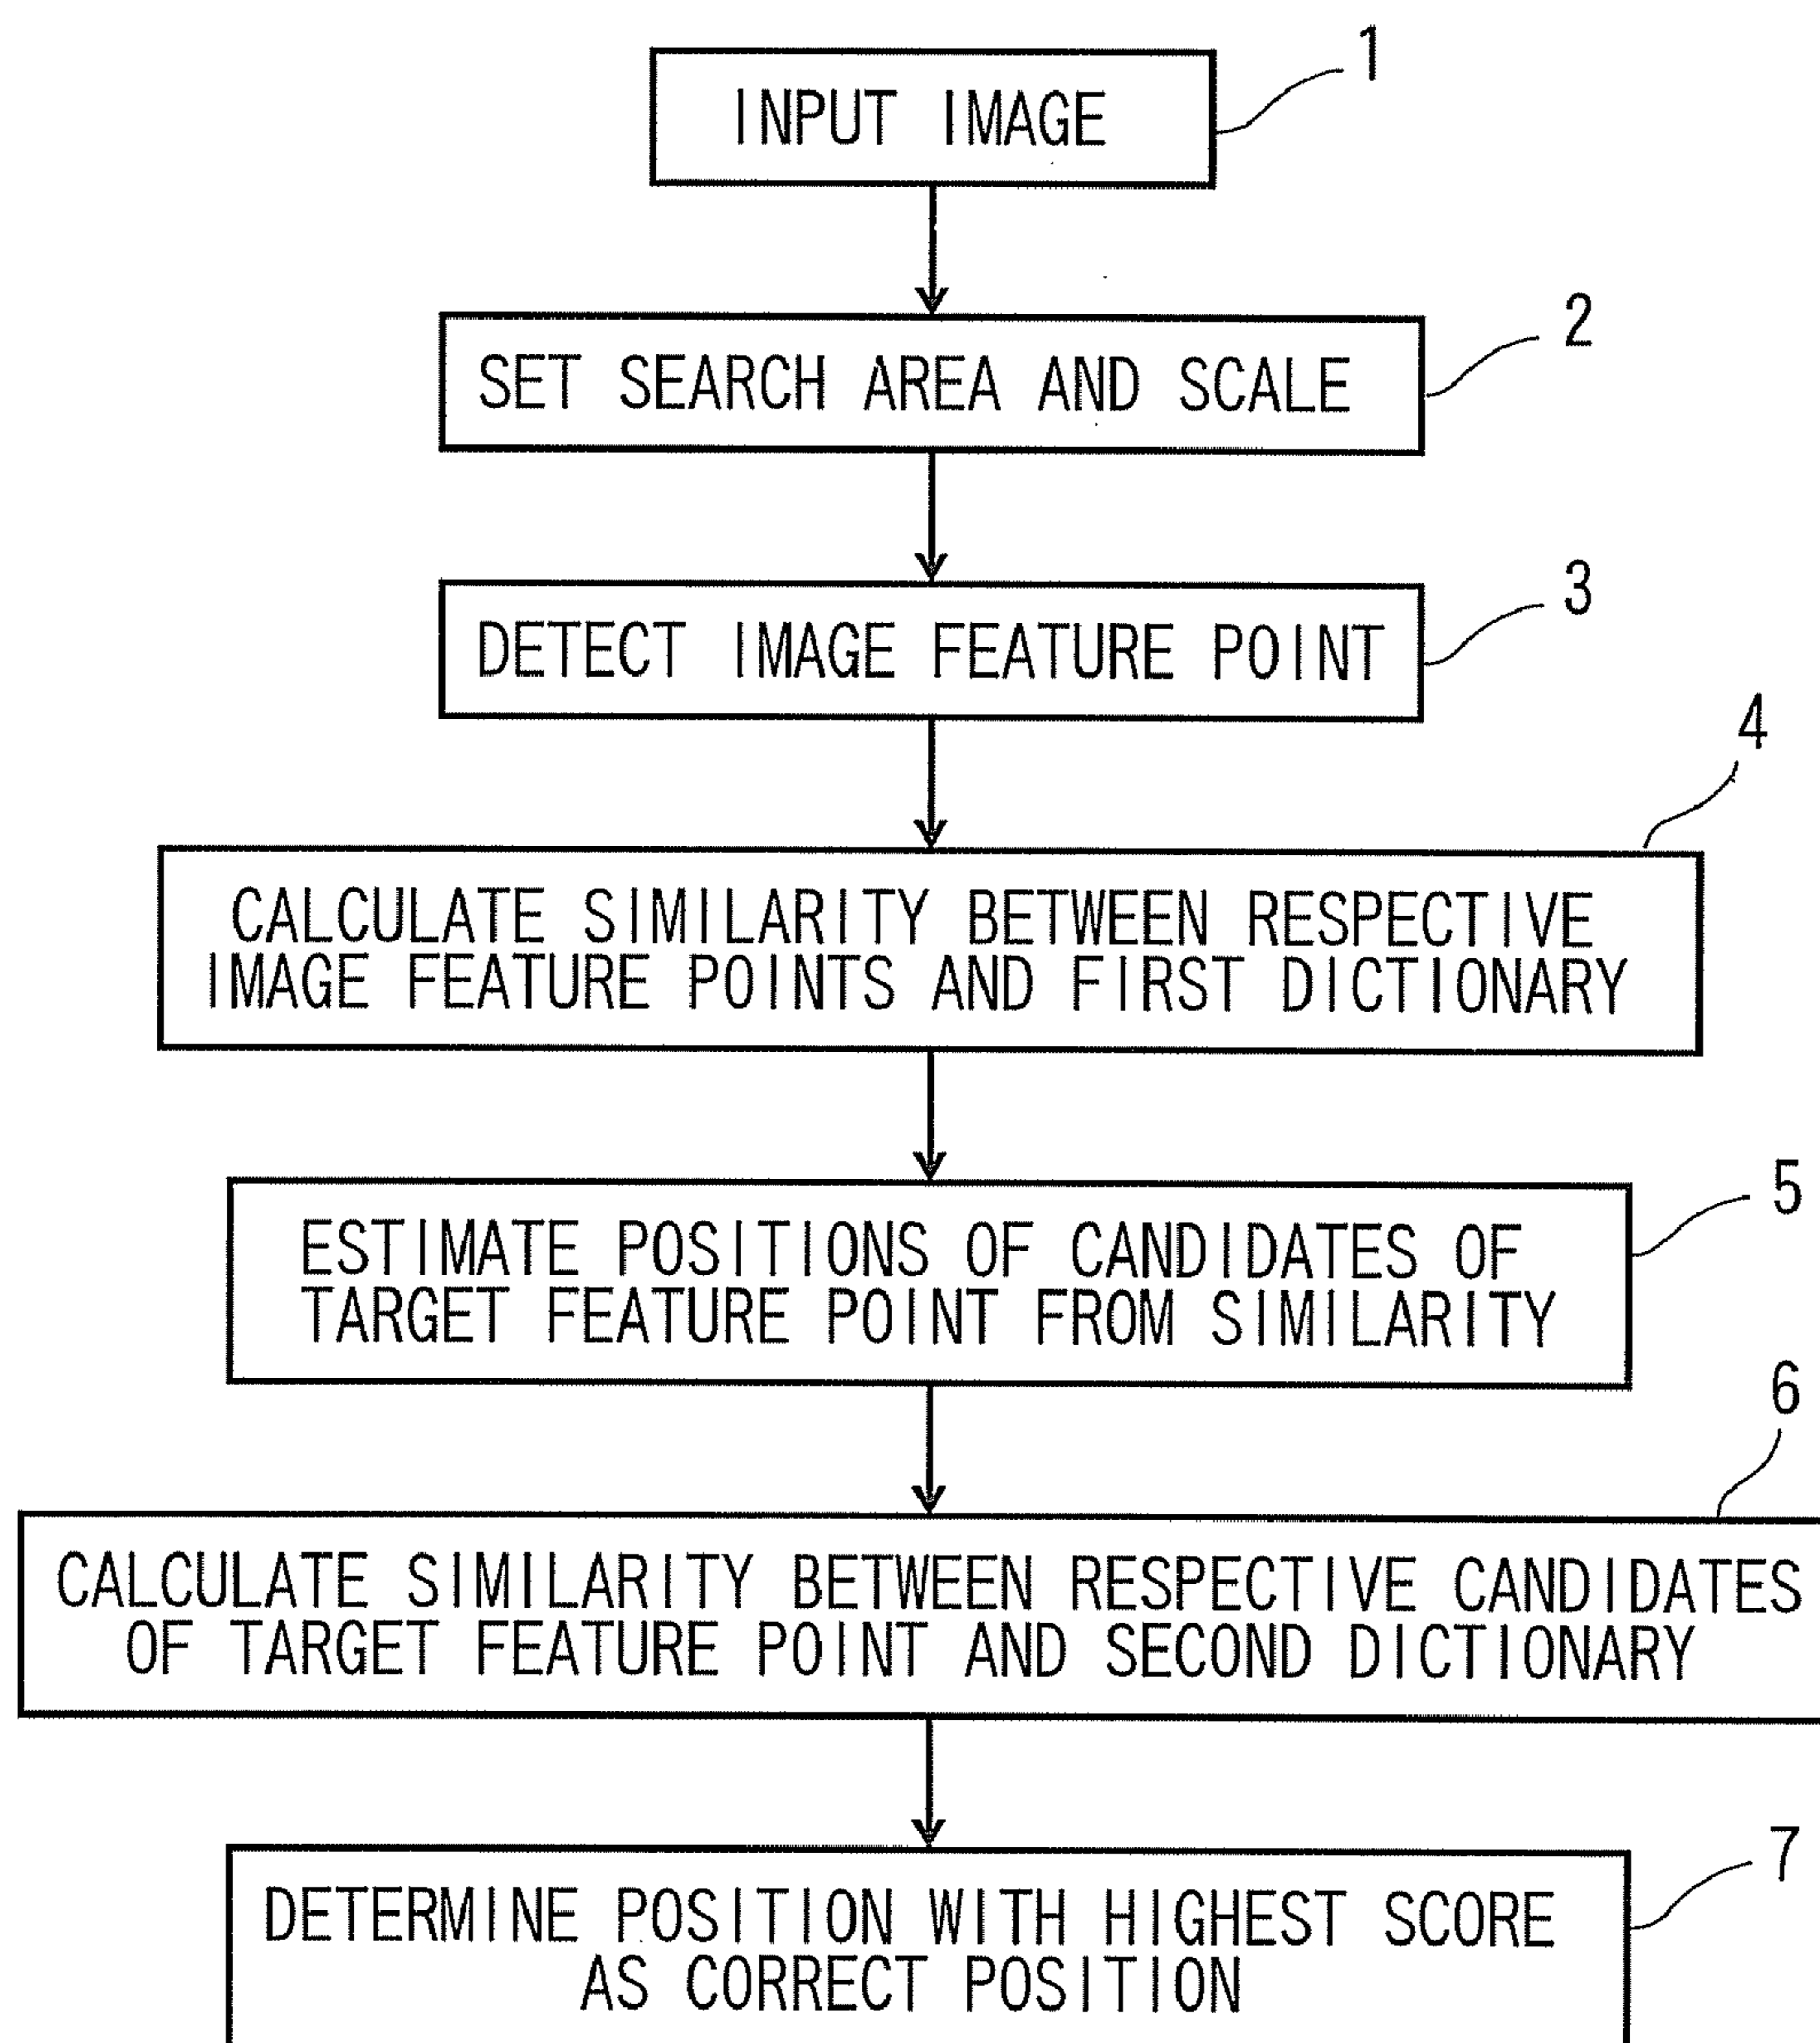 1
INPUT IMAGE
2
SET SEARCH AREA AND SCALE
3
DETECT IMAGE FEATURE POINT
4
CALCULATE SIMILARITY BETWEEN RESPECTIVE
IMAGE FEATURE POINTS AND FIRST DICTIONARY
5
ESTIMATE POSITIONS OF CANDIDATES OF
TARGET FEATURE POINT FROM SIMILARITY
6
CALCULATE SIMILARITY BETWEEN RESPECTIVE CANDIDATES
OF TARGET FEATURE POINT AND SECOND DICTIONARY
7
DETERMINE POSITION WITH HIGHEST SCORE
AS CORRECT POSITION